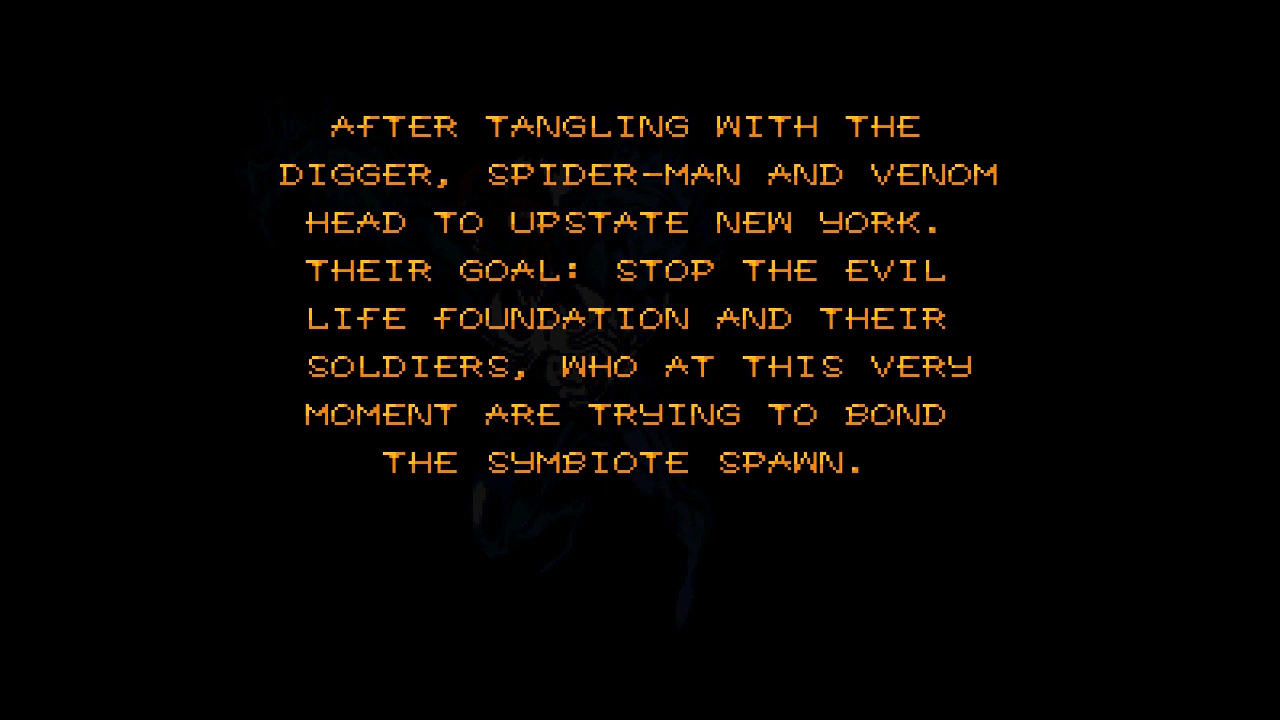 AFTER TANGLING WITH THE
DIGGER, SPIDER-MAN AND VENOM
HEAD TO UPSTATE NEW YORK.
THEIR GOAL: STOP THE EVIL
LIFE FOUNDATION AND THEIR
SOLDIERS, WHO AT THIS VERY
MOMENT ARE TRYING TO BOND
THE SYMBIOTE SPAWN.